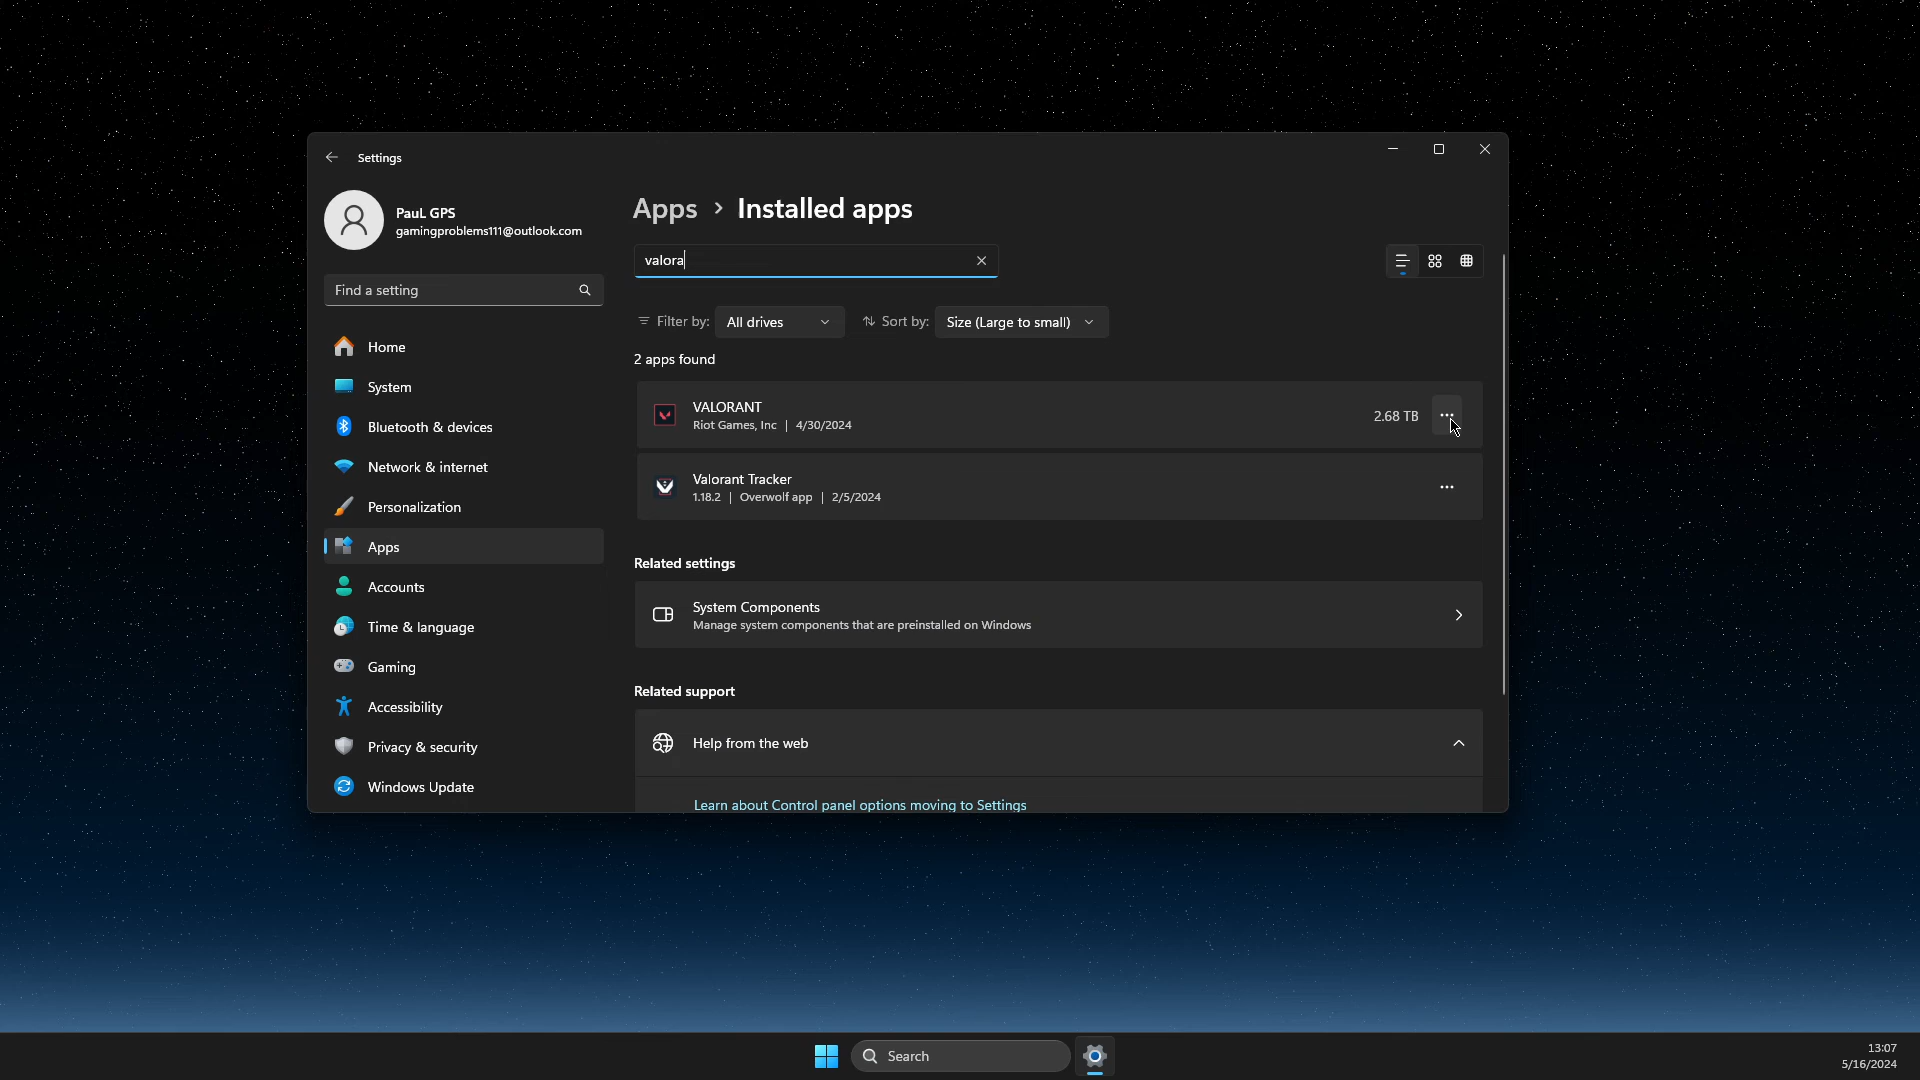 Settings
PauL GPS
gamingproblems111@outlook.com
Find a setting
Home
System
Bluetooth & devices
Network & internet
Personalization
Apps
Accounts
Time & language
Gaming
Accessibility
Privacy & security
Windows Update
Apps > Installed apps
valora
Filter by: All drives Sort by: Size (Large to small)
2 apps found
VALORANT
Riot Games, Inc | 4/30/2024
2.68 TB
Valorant Tracker
1.18.2 | Overwolf app | 2/5/2024
Related settings
System Components
Manage system components that are preinstalled on Windows
Related support
Help from the web
Learn about Control panel options moving to Settings
Search
13:07
5/16/2024